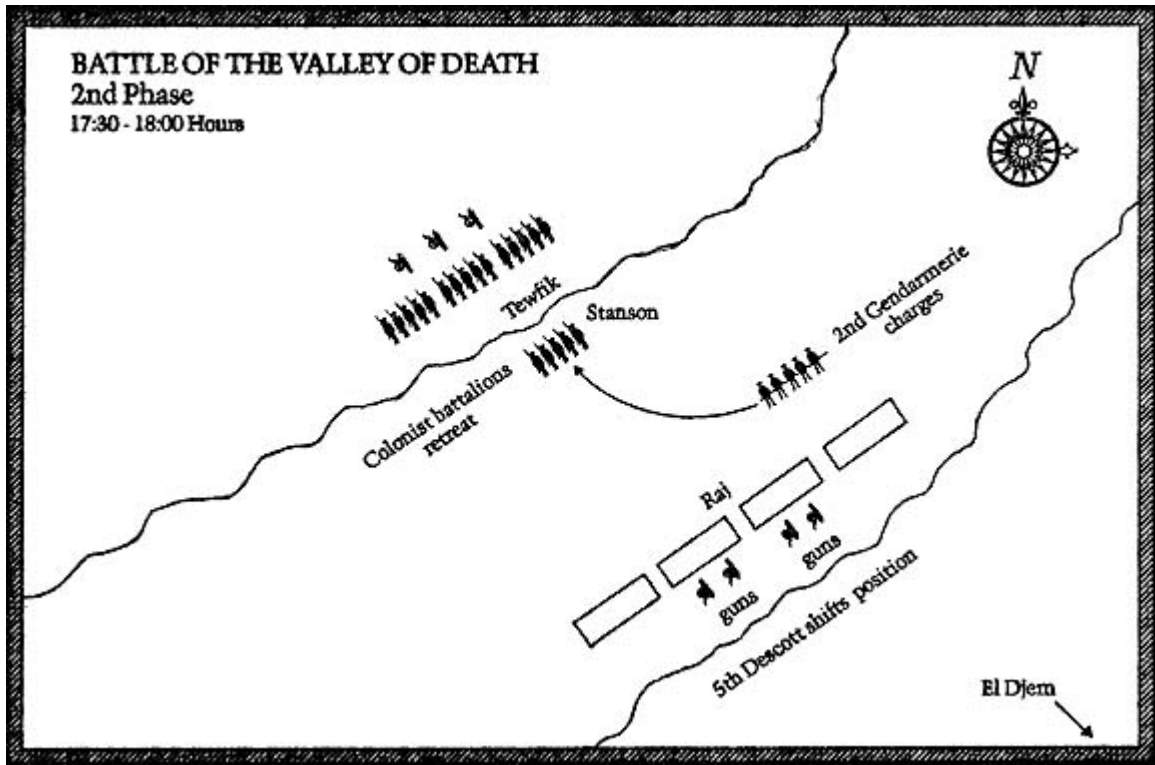 BATTLE OF THE VALLEY OF DEATH
2nd Phase
17:30 - 18:00 Hours
N
Tewfik
Stanson
2nd Gendarmerie
charges
Colonist battalions
retreat
Raj
guns
guns
5th Descott shifts position
El Djem